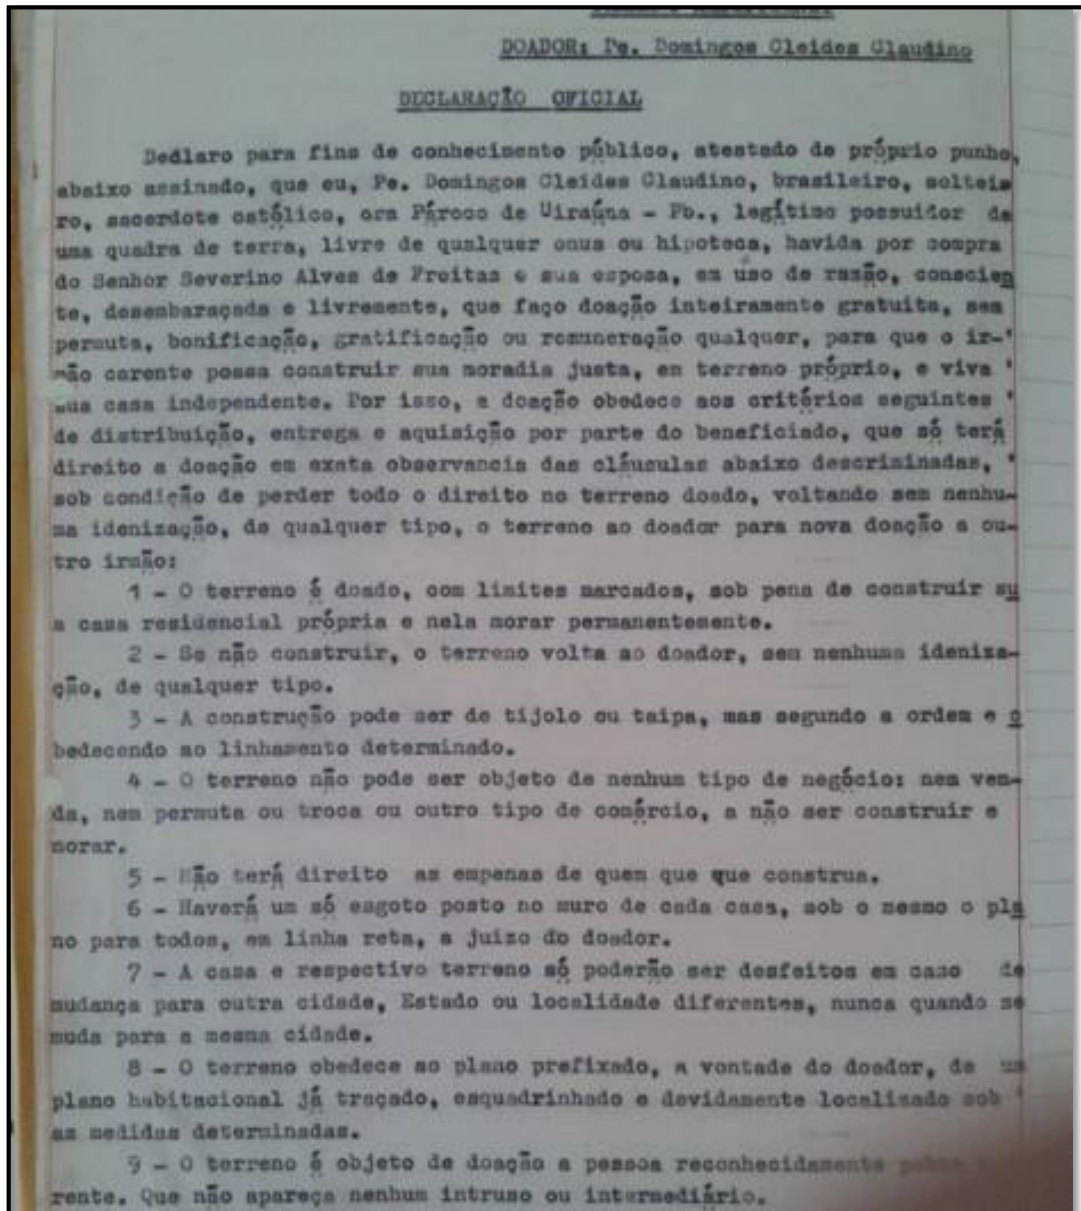 DOADOR: Pe. Domingos Cleides Claudino
DECLARAÇÃO OFICIAL
Dedlaro para fins de conhecimento público, atestado de próprio punho,
abaixo assinado, que eu, Pe. Domingos Cleides Claudino, brasileiro, soltei
ro, sacerdote católico, ora Pároco de Uiraúna - Pb., legítimo possuidor de
uma quadra de terra, livre de qualquer onus ou hipoteca, havida por compra
do Senhor Severino Alves de Freitas e sua esposa, em uso de rasão, conscien
te, desembaraçada e livremente, que faço doação inteiramente gratuita, sem
permuta, bonificação, gratificação ou remuneração qualquer, para que o ir-'
mão carente possa construir sua moradia justa, em terreno próprio, e viva '
sua casa independente. Por isso, a doação obedece aos critérios seguintes '
de distribuição, entrega e aquisição por parte do beneficiado, que só terá
direito a doação em exata observancia das cláusulas abaixo descriminadas, '
sob condição de perder todo o direito no terreno doado, voltando sem nenhu-
ma idenização, de qualquer tipo, o terreno ao doador para nova doação a ou-
tro irmão:
1 - O terreno é doado, com limites marcados, sob pena de construir su
a casa residencial própria e nela morar permanentemente.
2 - Se não construir, o terreno volta ao doador, sem nenhumaideniza-
ção, de qualquer tipo.
3 - A construção pode ser de tijolo ou taipa, mas segundo a ordem e o
bedecendo ao linhamento determinado.
4 - O terreno não pode ser objeto de nenhum tipo de negócio: nem ven-
da, nem permuta ou troca ou outro tipo de comércio, a não ser construir e
morar.
5 - Não terá direito as empenas de quem que que construa.
6 - Haverá um só esgoto posto no muro de cada casa, sob o mesmo o pla
no para todos, em linha reta, a juizo do doador.
7 - A casa e respectivo terreno só poderão ser desfeitos em caso de
mudança para outra cidade, Estado ou localidade diferentes, nunca quando se
muda para a mesma cidade.
8 - O terreno obedece ao plano prefixado, a vontade do doador, de um
plano habitacional já traçado, esquadrinhado e devidamente localizado sob '
as medidas determinadas.
9 - O terreno é objeto de doação a pessoa reconhecidamente
rente. Que não apareça nenhum intruso ou intermediário.